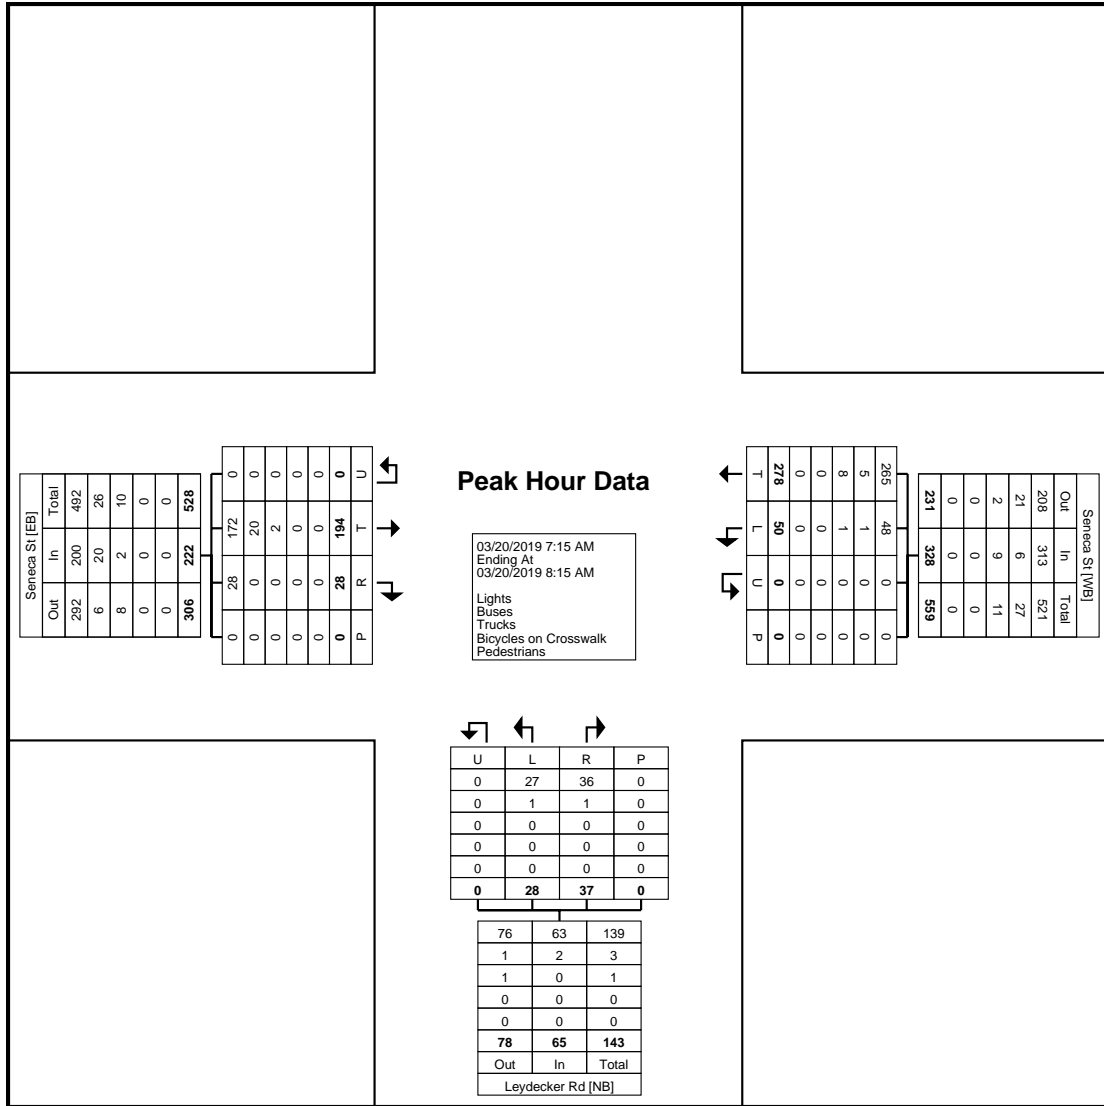 Peak Hour Data
03/20/2019 7:15 AM
Ending At
03/20/2019 8:15 AM
Lights
Buses
Trucks
Bicycles on Crosswalk
Pedestrians
Seneca St [EB]
Total 492 26 10 0 0 528
In 200 20 2 0 0 222
Out 292 6 8 0 0 306
0 0 0 0 0 0 U
172 20 2 0 0 194 T
28 0 0 0 0 28 R
0 0 0 0 0 0 P
Seneca St [WB]
Out In Total
208 313 521
21 6 27
2 9 11
0 0 0
0 0 0
231 328 559
265 48 0 0
5 1 0 0
8 1 0 0
0 0 0 0
0 0 0 0
278 50 0 0
T L U P
U L R P
0 27 36 0
0 1 1 0
0 0 0 0
0 0 0 0
0 0 0 0
0 28 37 0
76 63 139
1 2 3
1 0 1
0 0 0
0 0 0
78 65 143
Out In Total
Leydecker Rd [NB]